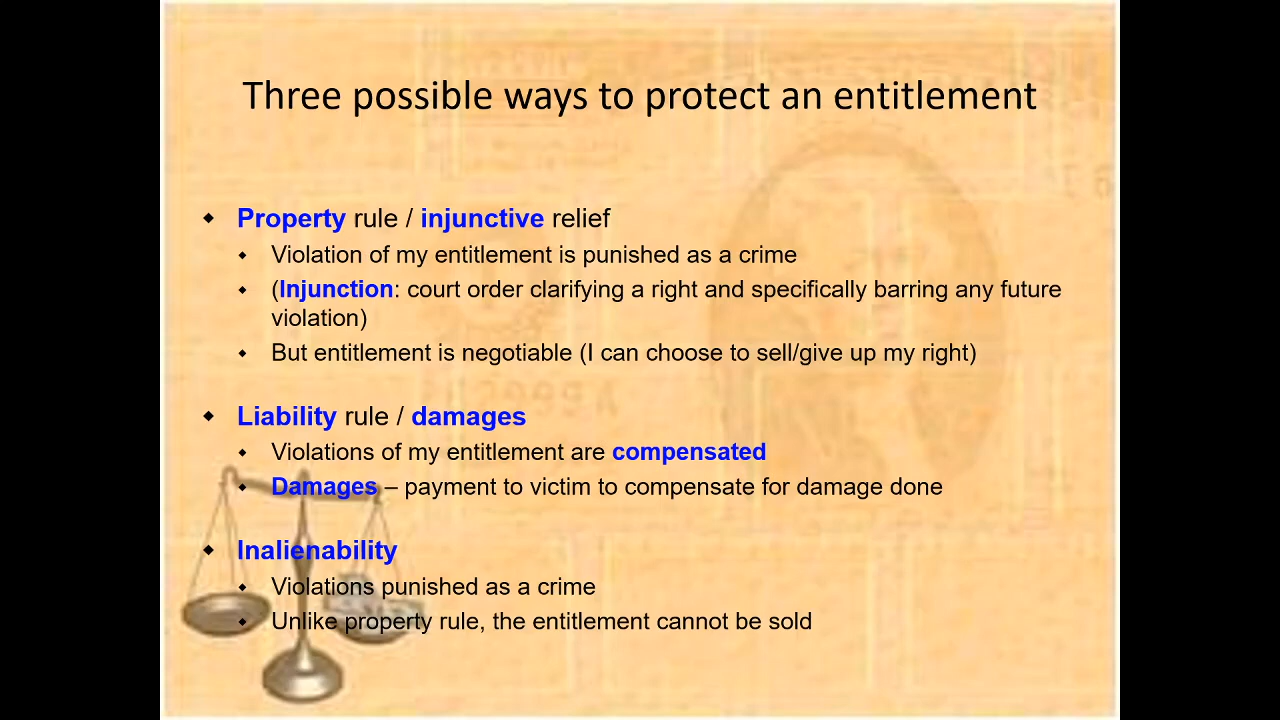 Three possible ways to protect an entitlement
Property rule / injunctive relief
Violation of my entitlement is punished as a crime
(Injunction: court order clarifying a right and specifically barring any future
violation)
But entitlement is negotiable (I can choose to sell/give up my right)
Liability rule / damages
Violations of my entitlement are compensated
Damages – payment to victim to compensate for damage done
Inalienability
Violations punished as a crime
Unlike property rule, the entitlement cannot be sold